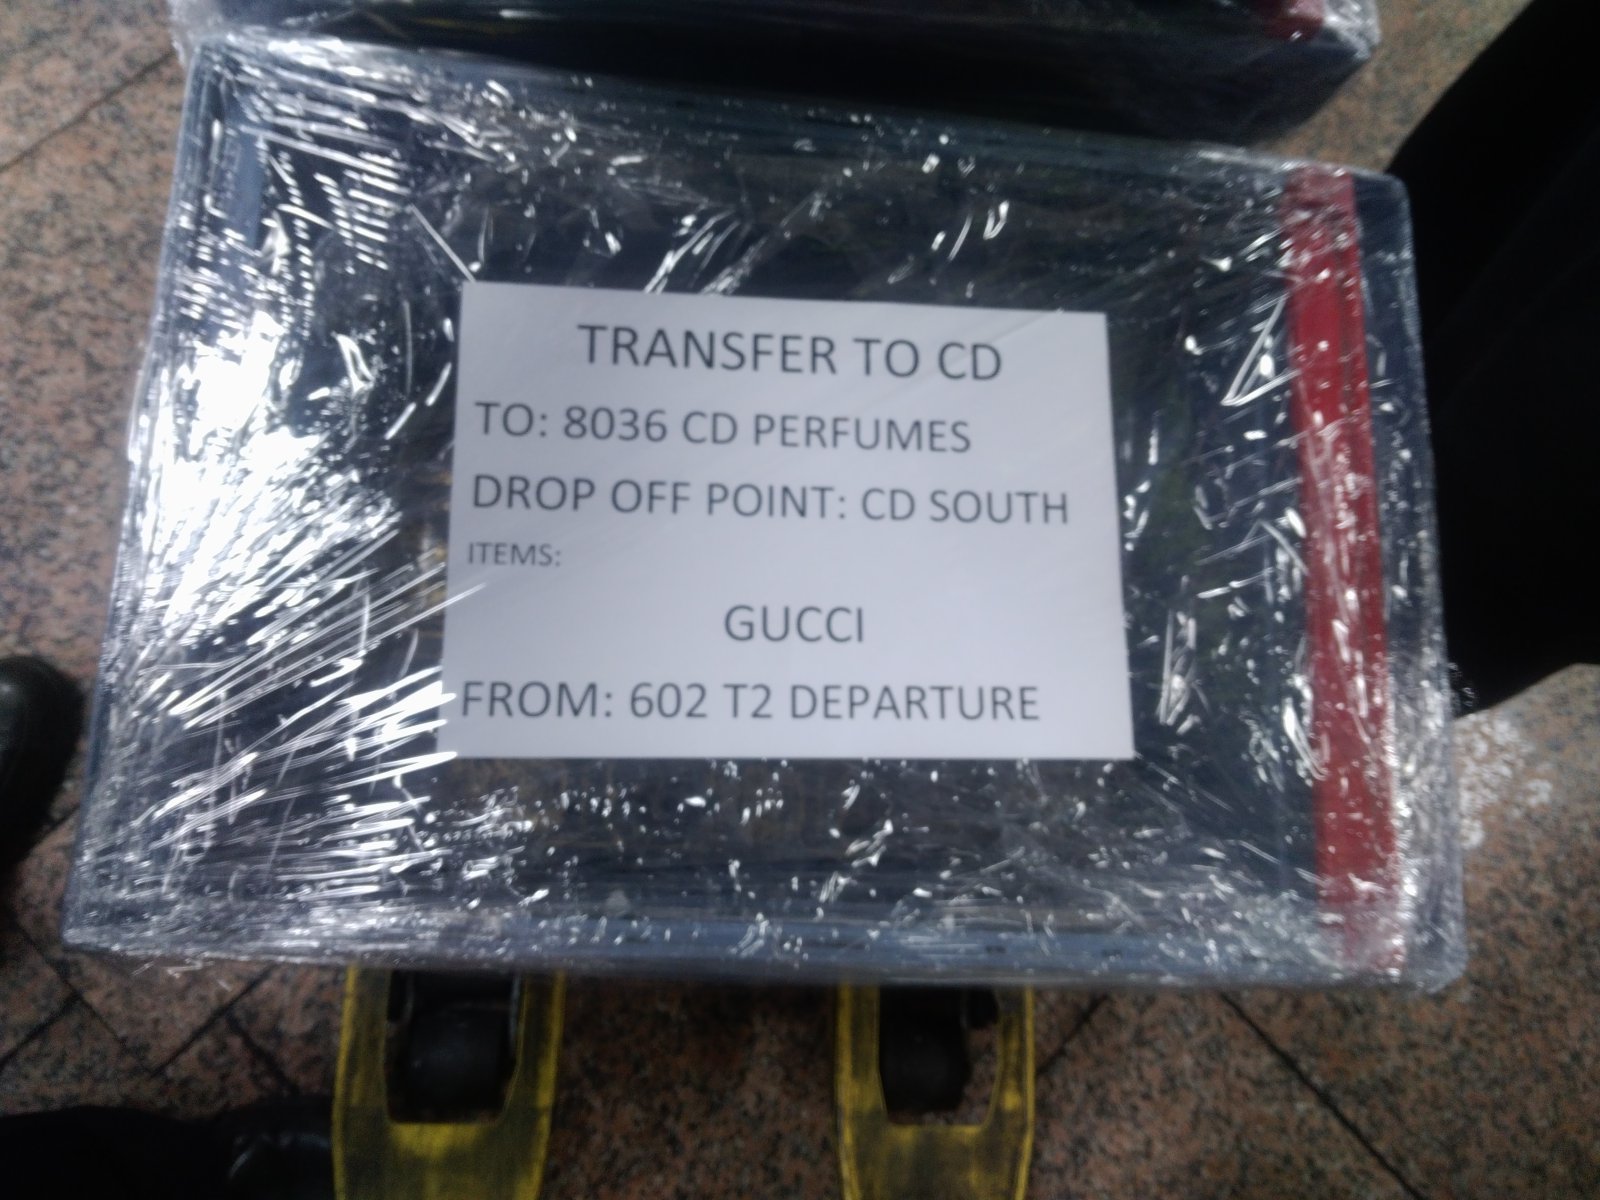 TRANSFER TO CD
TO: 8036 CD PERFUMES
DROP OFF POINT: CD SOUTH
ITEMS:
GUCCI
FROM: 602 T2 DEPARTURE